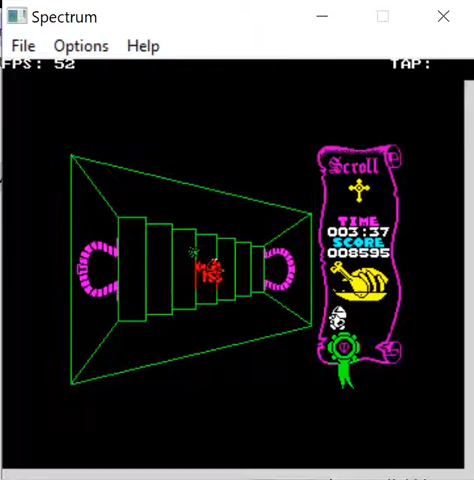 Spectrum
File Options Help
FPS: 52 TAP:
Scroll
TIME
003:37
SCORE
008595